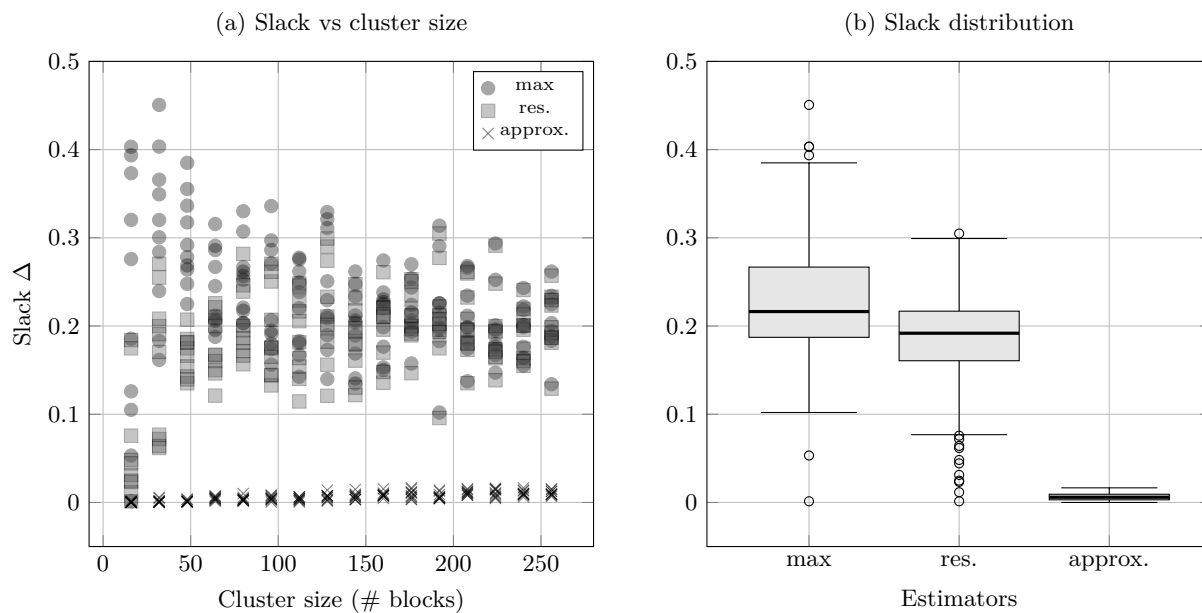 (a) Slack vs cluster size
0.5
0.4
0.3
0.2
0.1
0
Slack Δ
max
res.
approx.
0 50 100 150 200 250
Cluster size (# blocks)
(b) Slack distribution
0.5
0.4
0.3
0.2
0.1
0
max res. approx.
Estimators